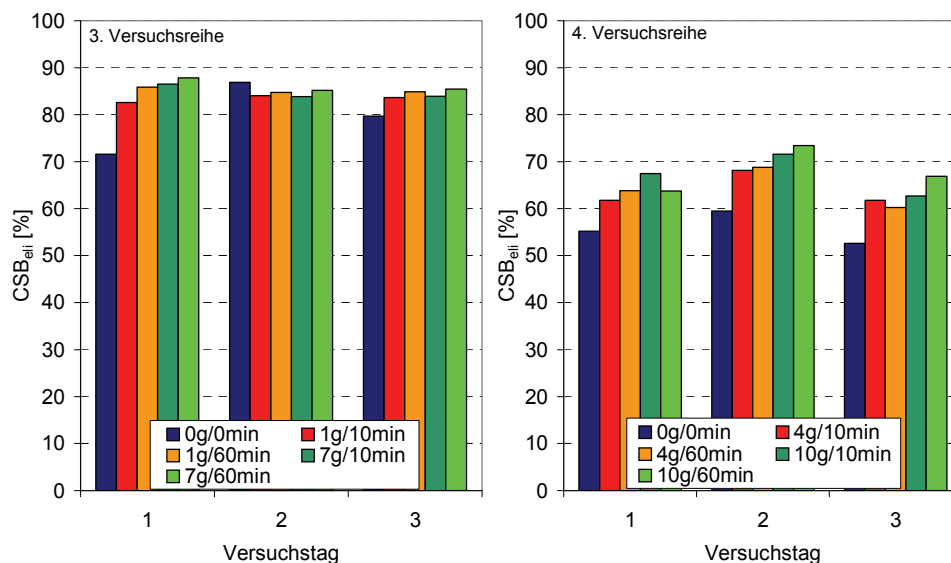 3. Versuchsreihe
CSBeli [%]
100
90
80
70
60
50
40
30
20
10
0
0g/0min 1g/10min
1g/60min 7g/10min
7g/60min
1 2 3
Versuchstag
4. Versuchsreihe
CSBeli [%]
100
90
80
70
60
50
40
30
20
10
0
0g/0min 4g/10min
4g/60min 10g/10min
10g/60min
1 2 3
Versuchstag